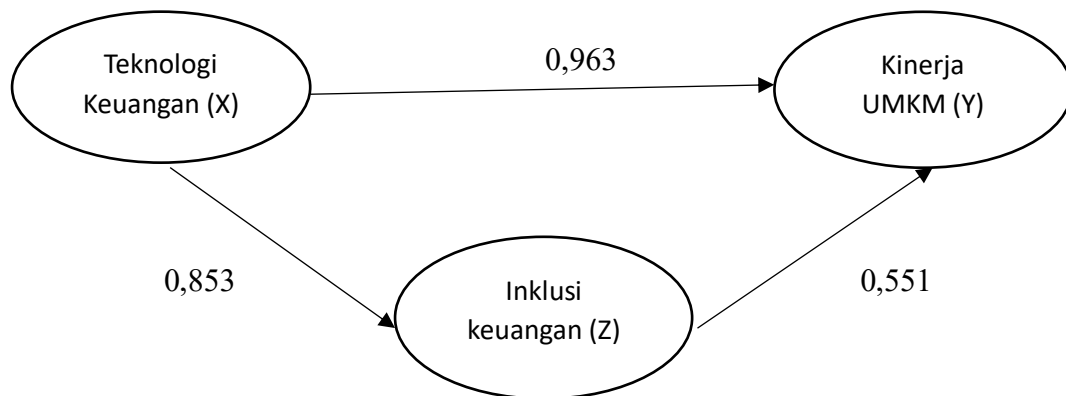 Teknologi
Keuangan (X)
0,963
Kinerja
UMKM (Y)
0,853
Inklusi
keuangan (Z)
0,551